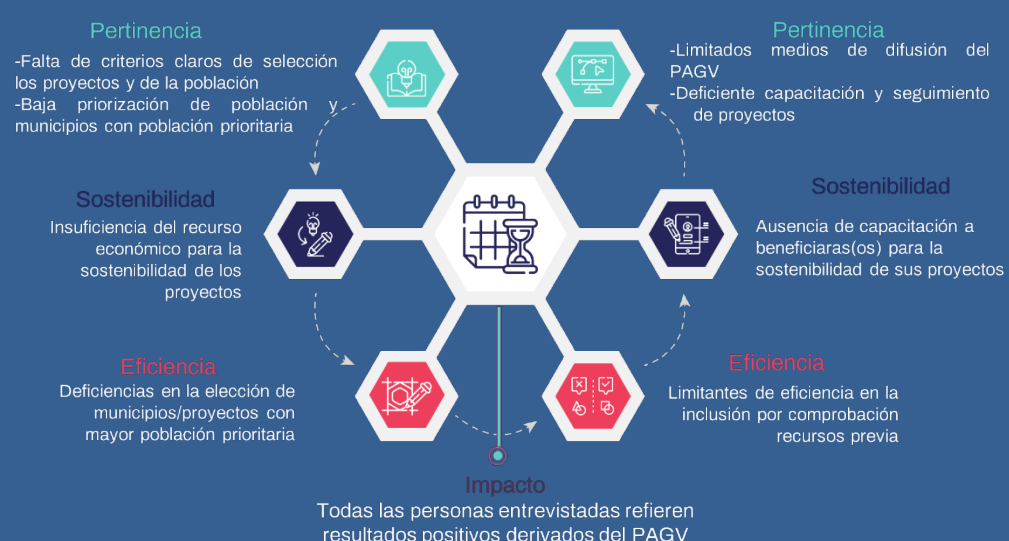 Pertinencia
-Falta de criterios claros de selección
los proyectos y de la población
-Baja priorización de población y
municipios con población prioritaria
Sostenibilidad
Insuficiencia del recurso
económico para la
sostenibilidad de los
proyectos
Eficiencia
Deficiencias en la elección de
municipios/proyectos con
mayor población prioritaria
Pertinencia
-Limitados medios de difusión del
PAGV
-Deficiente capacitación y seguimiento
de proyectos
Sostenibilidad
Ausencia de capacitación a
beneficiaras(os) para la
sostenibilidad de sus proyectos
Eficiencia
Limitantes de eficiencia en la
inclusión por comprobación
recursos previa
Impacto
Todas las personas entrevistadas refieren
resultados positivos derivados del PAGV